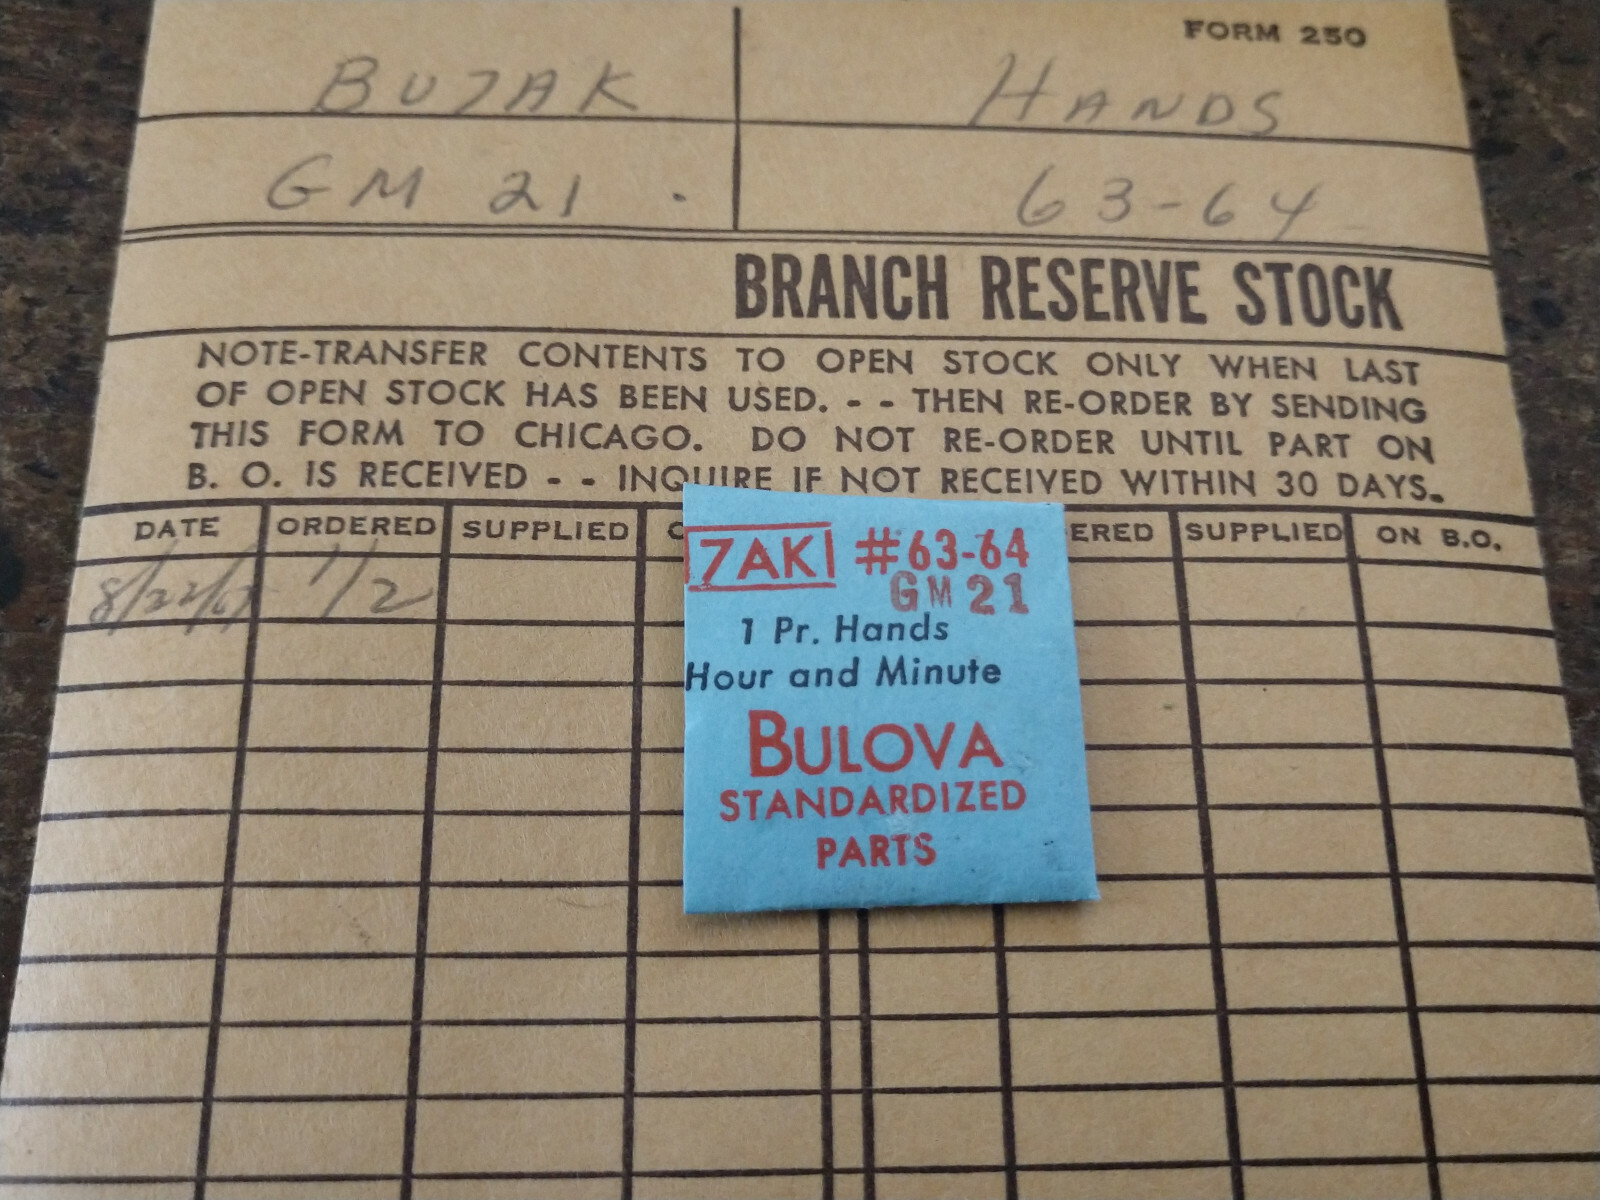 FORM 250
BU7AK HANDS
GM 21 . 63-64
BRANCH RESERVE STOCK
NOTE-TRANSFER CONTENTS TO OPEN STOCK ONLY WHEN LAST
OF OPEN STOCK HAS BEEN USED. - - THEN RE-ORDER BY SENDING
THIS FORM TO CHICAGO. DO NOT RE-ORDER UNTIL PART ON
B. O. IS RECEIVED - - INQUIRE IF NOT RECEIVED WITHIN 30 DAYS.
DATE ORDERED SUPPLIED ERED SUPPLIED ON B.O.
1/2
7AK #63-64
GM 21
1 Pr. Hands
Hour and Minute
BULOVA
STANDARDIZED
PARTS